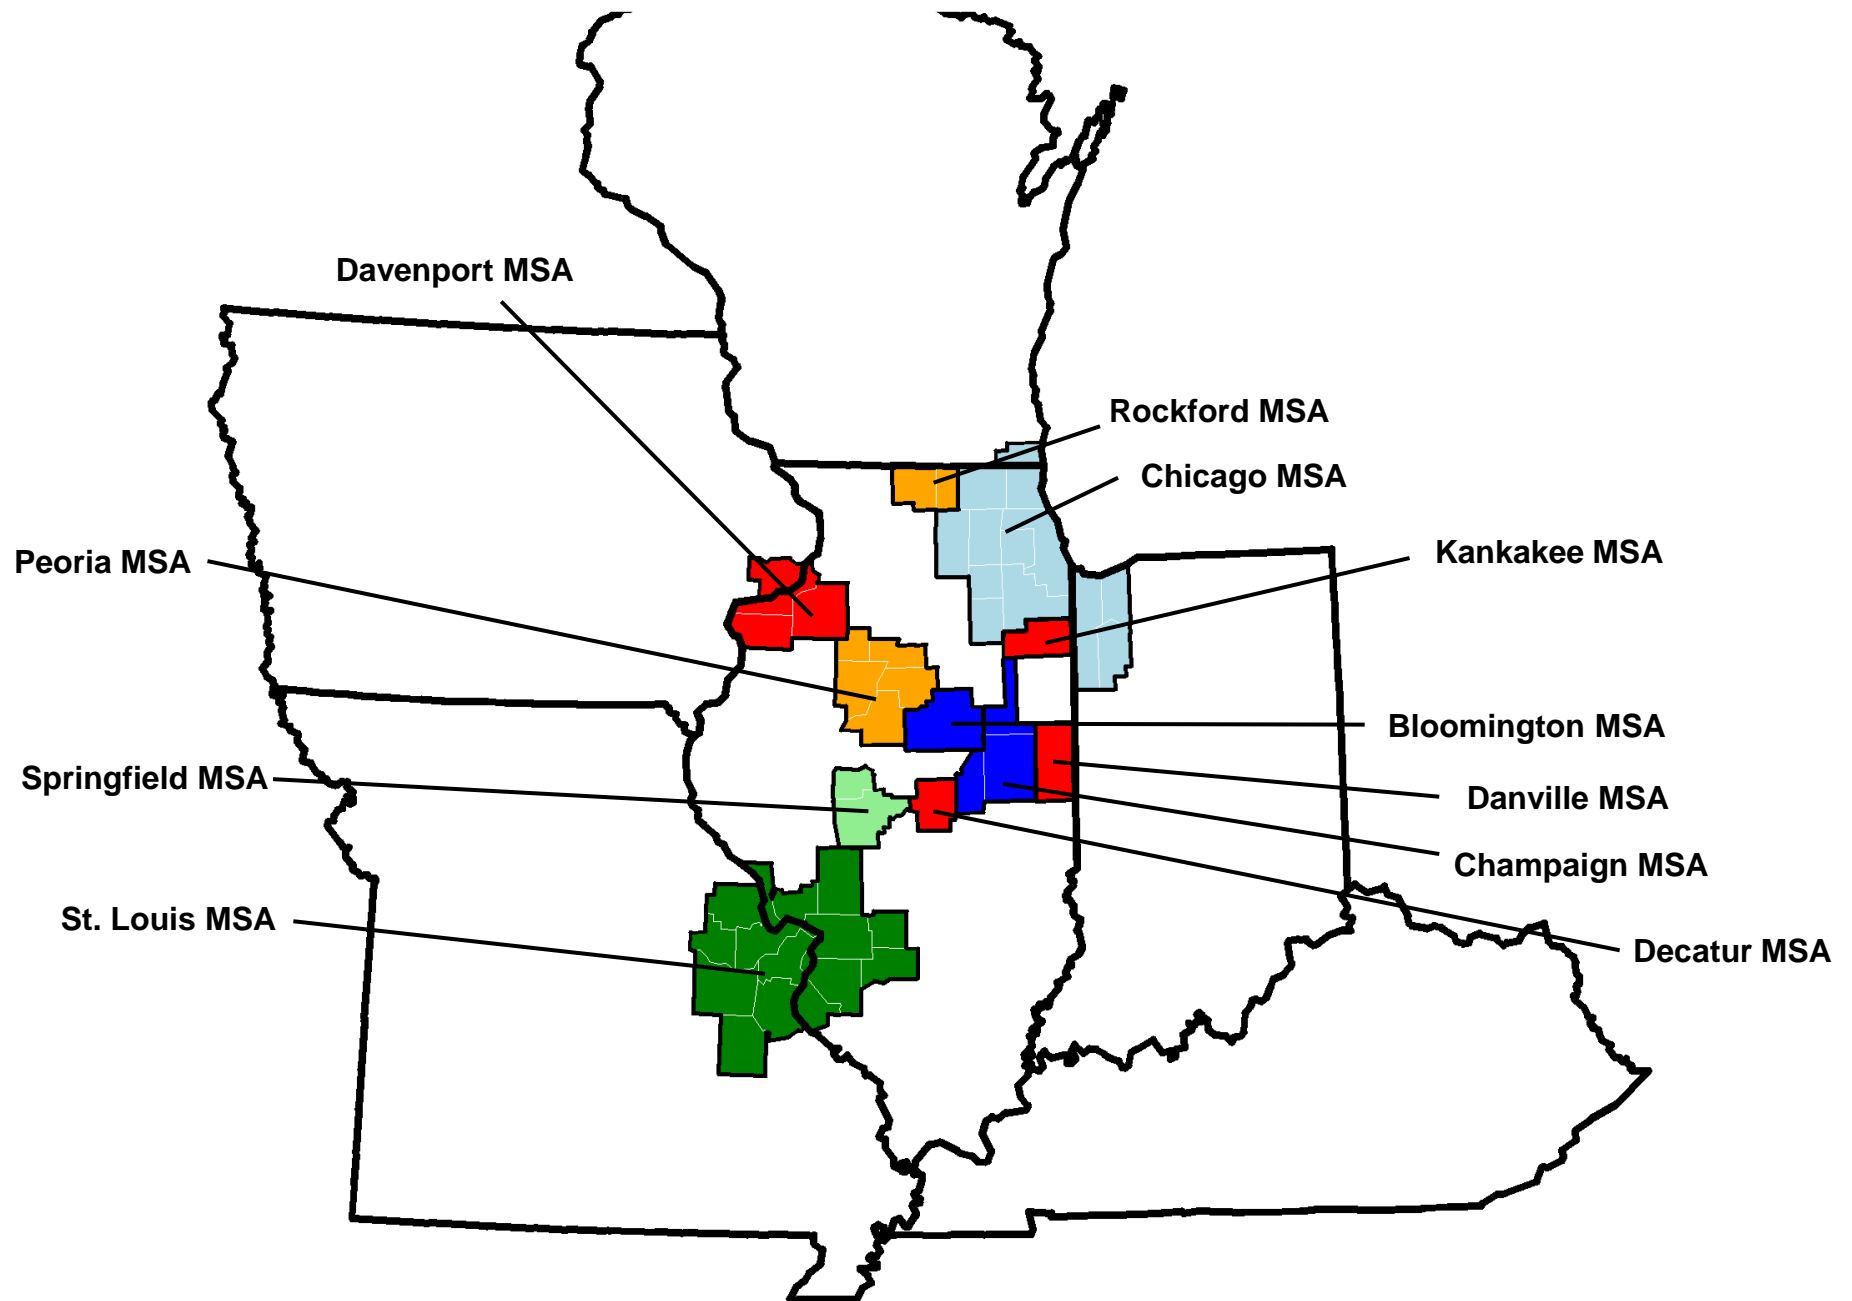 Davenport MSA
Rockford MSA
Chicago MSA
Peoria MSA
Kankakee MSA
Bloomington MSA
Springfield MSA
Danville MSA
Champaign MSA
St. Louis MSA
Decatur MSA